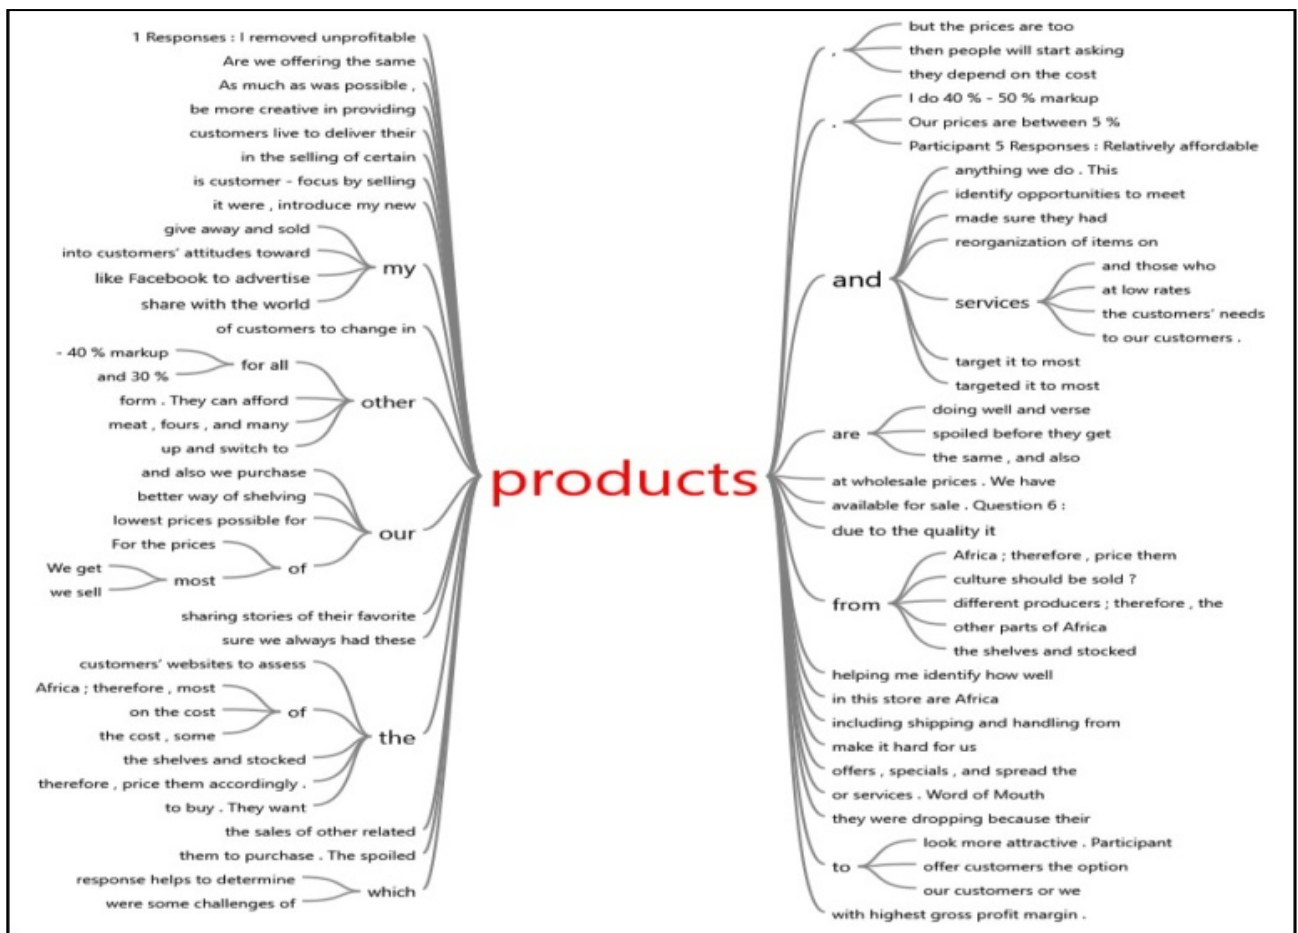 1 Responses : I removed unprofitable
Are we offering the same
As much as was possible ,
be more creative in providing
customers live to deliver their
in the selling of certain
is customer - focus by selling
it were , introduce my new
give away and sold
into customers' attitudes toward
like Facebook to advertise
share with the world
my
of customers to change in
- 40 % markup
and 30 %
for all
form . They can afford
meat , fours , and many
up and switch to
other
and also we purchase
better way of shelving
lowest prices possible for
For the prices
We get
we sell
most
of
our
sharing stories of their favorite
sure we always had these
customers' websites to assess
Africa ; therefore , most
on the cost
the cost , some
of
the shelves and stocked
therefore , price them accordingly .
to buy . They want
the
the sales of other related
them to purchase . The spoiled
response helps to determine
were some challenges of
which
products
,
but the prices are too
then people will start asking
they depend on the cost
.
I do 40 % - 50 % markup
Our prices are between 5 %
Participant 5 Responses : Relatively affordable
and
anything we do . This
identify opportunities to meet
made sure they had
reorganization of items on
services
and those who
at low rates
the customers' needs
to our customers .
target it to most
targeted it to most
are
doing well and verse
spoiled before they get
the same , and also
at wholesale prices . We have
available for sale . Question 6 :
due to the quality it
from
Africa ; therefore , price them
culture should be sold ?
different producers ; therefore , the
other parts of Africa
the shelves and stocked
helping me identify how well
in this store are Africa
including shipping and handling from
make it hard for us
offers , specials , and spread the
or services . Word of Mouth
they were dropping because their
to
look more attractive . Participant
offer customers the option
our customers or we
with highest gross profit margin .